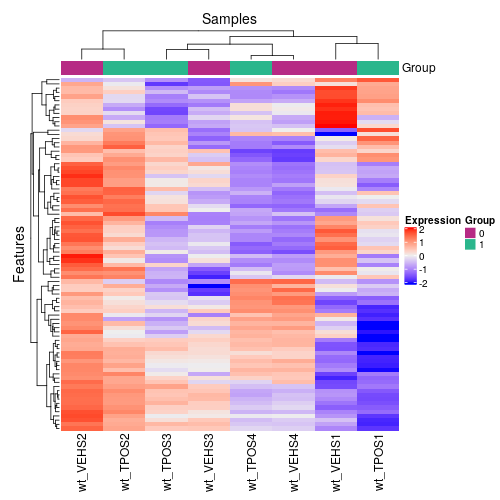 Samples
Group
Features
Expression
2
1
0
-1
-2
Group
0
1
wt_VEHS2
wt_TPOS2
wt_TPOS3
wt_VEHS3
wt_TPOS4
wt_VEHS4
wt_VEHS1
wt_TPOS1